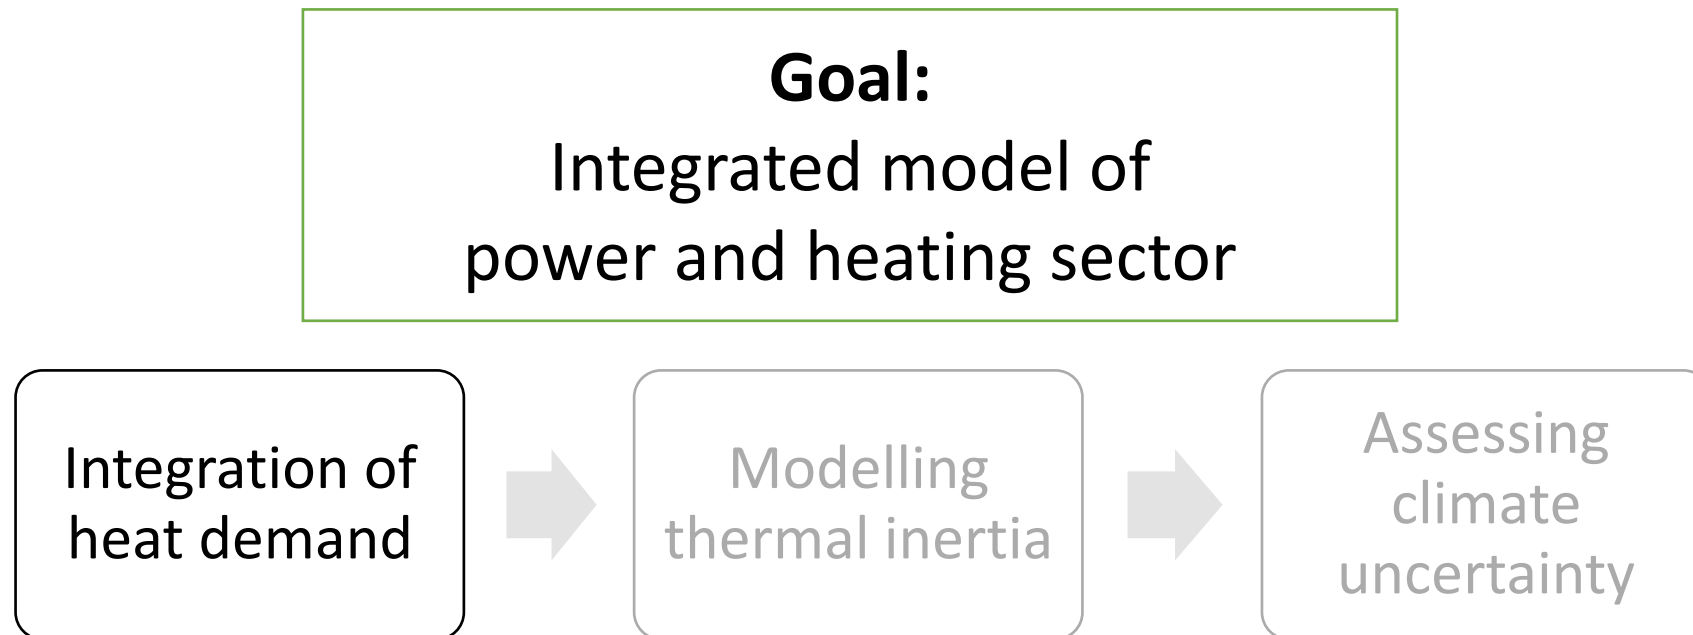 Goal:
Integrated model of
power and heating sector
Integration of
heat demand
Modelling
thermal inertia
Assessing
climate
uncertainty